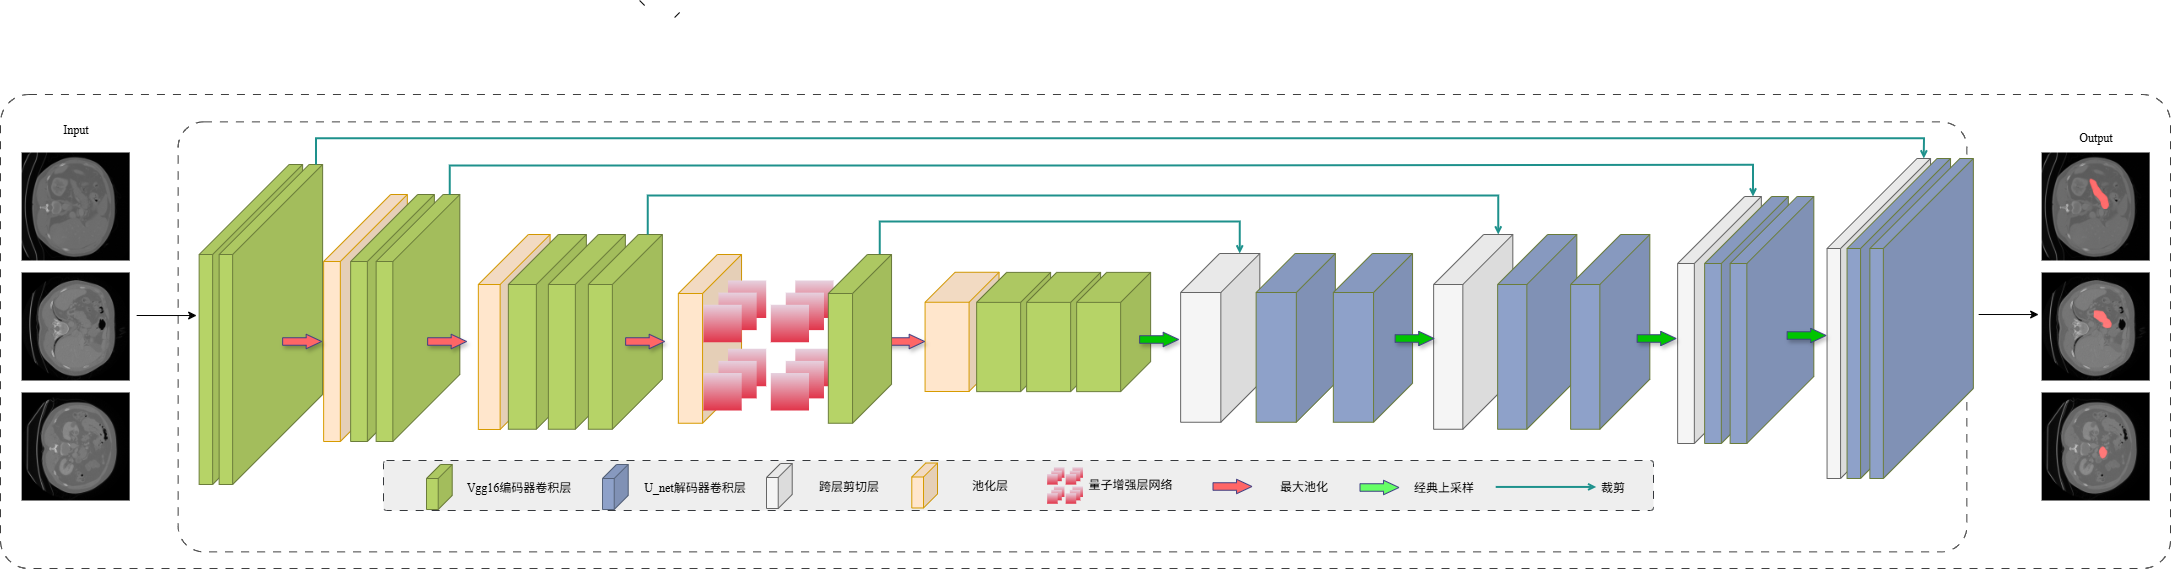 Input
Output
Vgg16编码器卷积层
U_net解码器卷积层
跨层剪切层
池化层
量子增强层网络
最大池化
经典上采样
裁剪